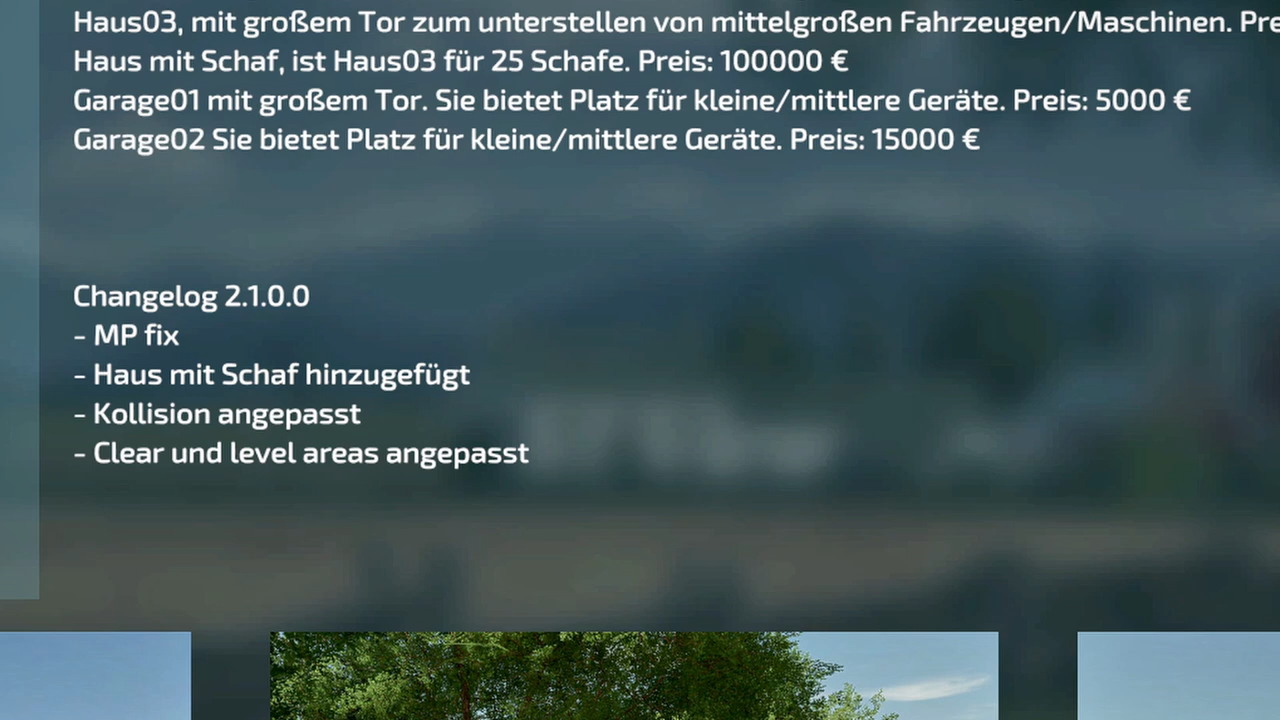 Haus03, mit großem Tor zum unterstellen von mittelgroßen Fahrzeugen/Maschinen.
Haus mit Schaf, ist Haus03 für 25 Schafe. Preis: 100000 €
Garage01 mit großem Tor. Sie bietet Platz für kleine/mittlere Geräte. Preis: 5000 €
Garage02 Sie bietet Platz für kleine/mittlere Geräte. Preis: 15000 €
Changelog 2.1.0.0
- MP fix
- Haus mit Schaf hinzugefügt
- Kollision angepasst
- Clear und level areas angepasst